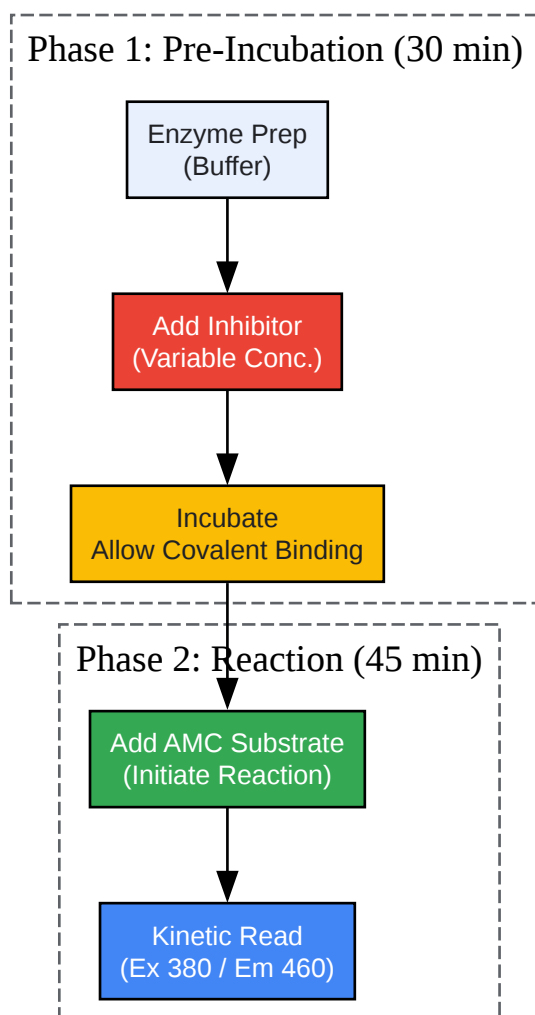 Phase 1: Pre-Incubation (30 min)
Enzyme Prep
(Buffer)
Add Inhibitor
(Variable Conc.)
Incubate
Allow Covalent Binding
Phase 2: Reaction (45 min)
Add AMC Substrate
(Initiate Reaction)
Kinetic Read
(Ex 380 / Em 460)